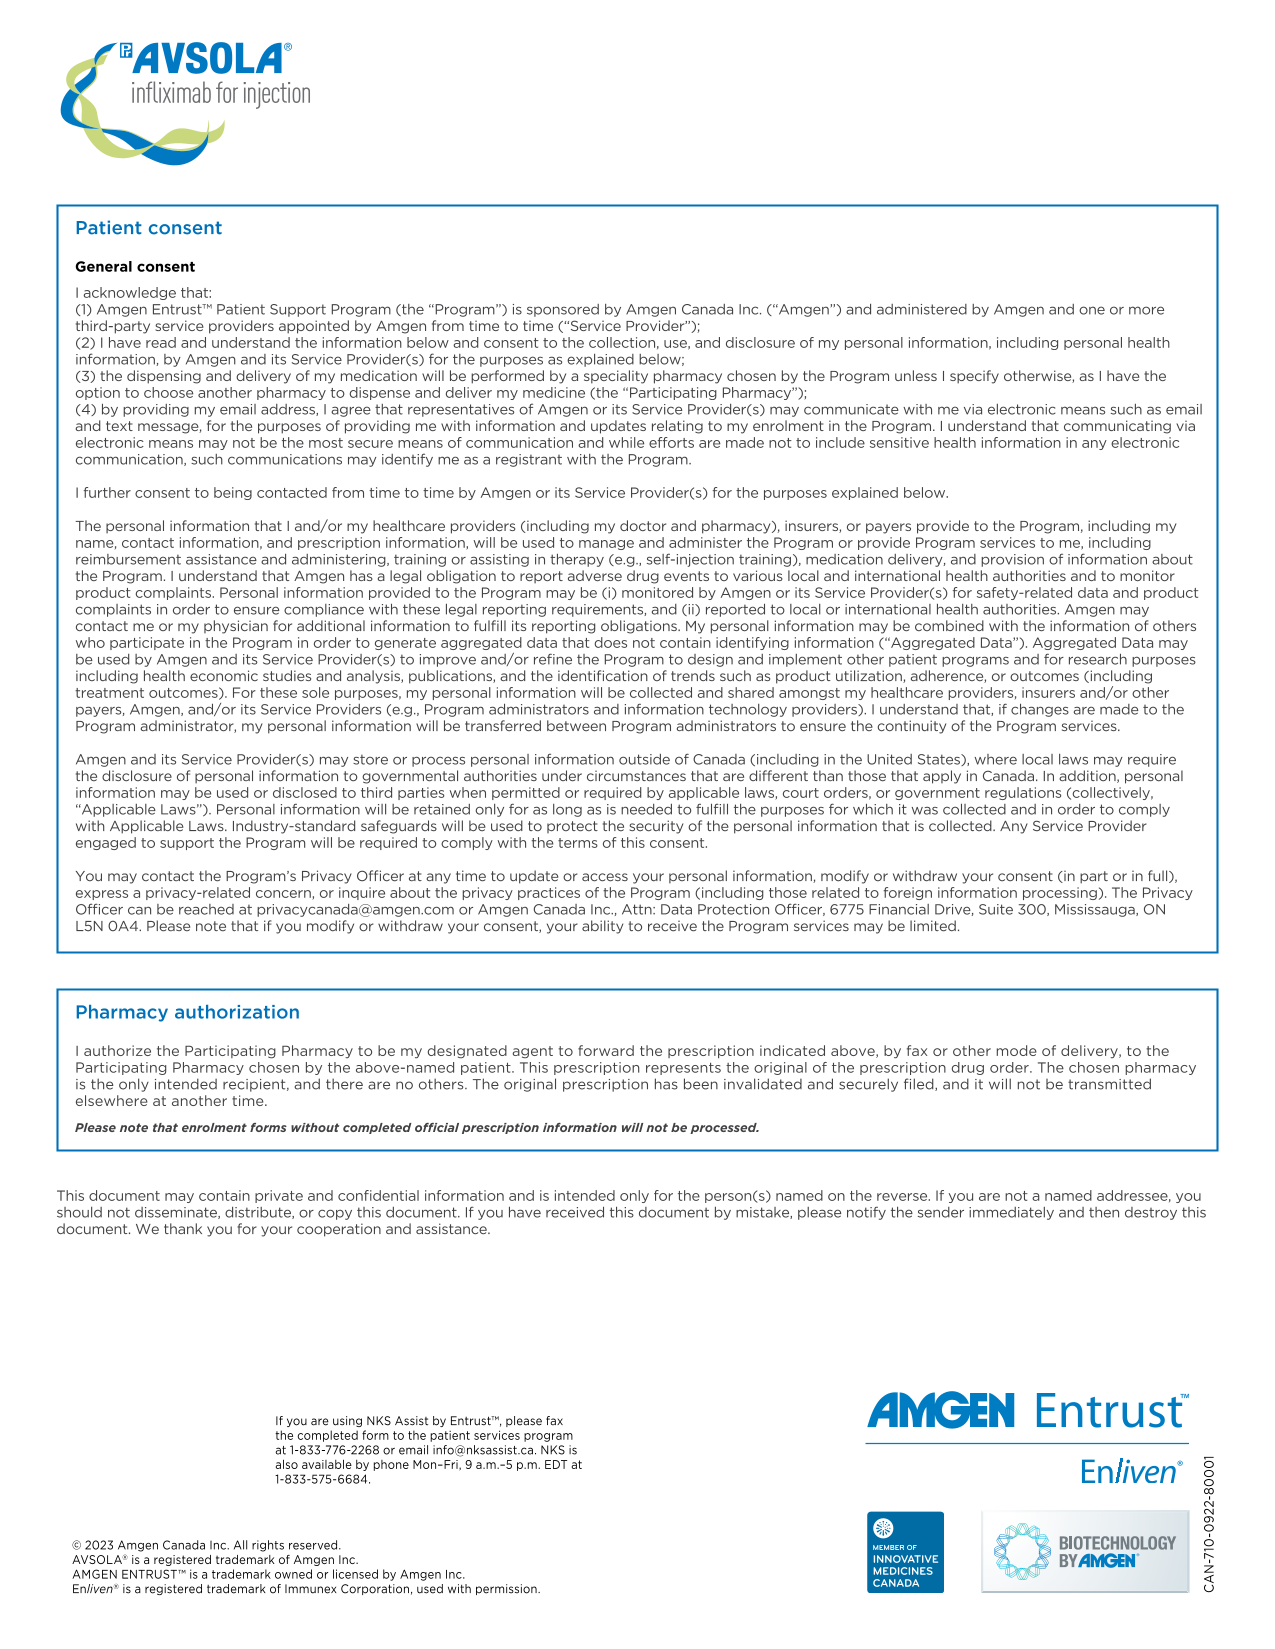 Pr AVSOLA®
infliximab for injection
Patient consent
General consent
I acknowledge that:
(1) Amgen Entrust™ Patient Support Program (the “Program”) is sponsored by Amgen Canada Inc. (“Amgen”) and administered by Amgen and one or more
third-party service providers appointed by Amgen from time to time (“Service Provider”);
(2) I have read and understand the information below and consent to the collection, use, and disclosure of my personal information, including personal health
information, by Amgen and its Service Provider(s) for the purposes as explained below;
(3) the dispensing and delivery of my medication will be performed by a speciality pharmacy chosen by the Program unless I specify otherwise, as I have the
option to choose another pharmacy to dispense and deliver my medicine (the “Participating Pharmacy”);
(4) by providing my email address, I agree that representatives of Amgen or its Service Provider(s) may communicate with me via electronic means such as email
and text message, for the purposes of providing me with information and updates relating to my enrolment in the Program. I understand that communicating via
electronic means may not be the most secure means of communication and while efforts are made not to include sensitive health information in any electronic
communication, such communications may identify me as a registrant with the Program.
I further consent to being contacted from time to time by Amgen or its Service Provider(s) for the purposes explained below.
The personal information that I and/or my healthcare providers (including my doctor and pharmacy), insurers, or payers provide to the Program, including my
name, contact information, and prescription information, will be used to manage and administer the Program or provide Program services to me, including
reimbursement assistance and administering, training or assisting in therapy (e.g., self-injection training), medication delivery, and provision of information about
the Program. I understand that Amgen has a legal obligation to report adverse drug events to various local and international health authorities and to monitor
product complaints. Personal information provided to the Program may be (i) monitored by Amgen or its Service Provider(s) for safety-related data and product
complaints in order to ensure compliance with these legal reporting requirements, and (ii) reported to local or international health authorities. Amgen may
contact me or my physician for additional information to fulfill its reporting obligations. My personal information may be combined with the information of others
who participate in the Program in order to generate aggregated data that does not contain identifying information (“Aggregated Data”). Aggregated Data may
be used by Amgen and its Service Provider(s) to improve and/or refine the Program to design and implement other patient programs and for research purposes
including health economic studies and analysis, publications, and the identification of trends such as product utilization, adherence, or outcomes (including
treatment outcomes). For these sole purposes, my personal information will be collected and shared amongst my healthcare providers, insurers and/or other
payers, Amgen, and/or its Service Providers (e.g., Program administrators and information technology providers). I understand that, if changes are made to the
Program administrator, my personal information will be transferred between Program administrators to ensure the continuity of the Program services.
Amgen and its Service Provider(s) may store or process personal information outside of Canada (including in the United States), where local laws may require
the disclosure of personal information to governmental authorities under circumstances that are different than those that apply in Canada. In addition, personal
information may be used or disclosed to third parties when permitted or required by applicable laws, court orders, or government regulations (collectively,
“Applicable Laws”). Personal information will be retained only for as long as is needed to fulfill the purposes for which it was collected and in order to comply
with Applicable Laws. Industry-standard safeguards will be used to protect the security of the personal information that is collected. Any Service Provider
engaged to support the Program will be required to comply with the terms of this consent.
You may contact the Program’s Privacy Officer at any time to update or access your personal information, modify or withdraw your consent (in part or in full),
express a privacy-related concern, or inquire about the privacy practices of the Program (including those related to foreign information processing). The Privacy
Officer can be reached at privacycanada@amgen.com or Amgen Canada Inc., Attn: Data Protection Officer, 6775 Financial Drive, Suite 300, Mississauga, ON
L5N 0A4. Please note that if you modify or withdraw your consent, your ability to receive the Program services may be limited.
Pharmacy authorization
I authorize the Participating Pharmacy to be my designated agent to forward the prescription indicated above, by fax or other mode of delivery, to the
Participating Pharmacy chosen by the above-named patient. This prescription represents the original of the prescription drug order. The chosen pharmacy
is the only intended recipient, and there are no others. The original prescription has been invalidated and securely filed, and it will not be transmitted
elsewhere at another time.
Please note that enrolment forms without completed official prescription information will not be processed.
This document may contain private and confidential information and is intended only for the person(s) named on the reverse. If you are not a named addressee, you
should not disseminate, distribute, or copy this document. If you have received this document by mistake, please notify the sender immediately and then destroy this
document. We thank you for your cooperation and assistance.
If you are using NKS Assist by Entrust™, please fax
the completed form to the patient services program
at 1-833-776-2268 or email info@nksassist.ca. NKS is
also available by phone Mon–Fri, 9 a.m.–5 p.m. EDT at
1-833-575-6684.
AMGEN Entrust™
Enliven®
MEMBER OF
INNOVATIVE
MEDICINES
CANADA
BIOTECHNOLOGY
BY AMGEN®
CAN-710-0922-80001
© 2023 Amgen Canada Inc. All rights reserved.
AVSOLA® is a registered trademark of Amgen Inc.
AMGEN ENTRUST™ is a trademark owned or licensed by Amgen Inc.
Enliven® is a registered trademark of Immunex Corporation, used with permission.